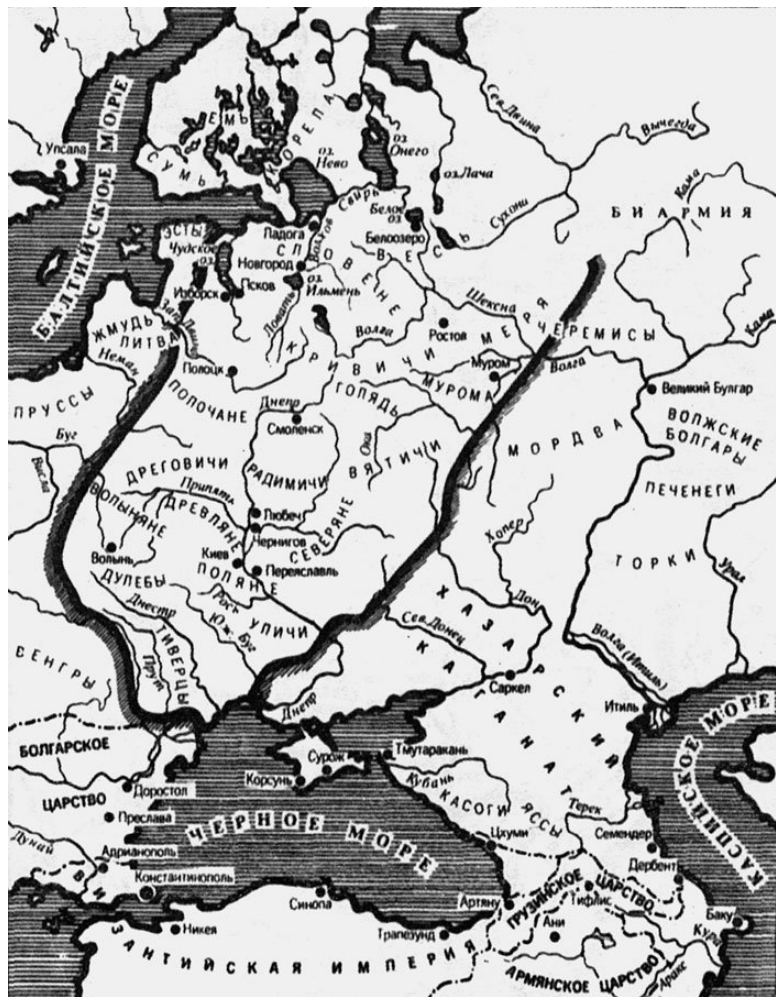 Упсала
БАЛТИЙСКОЕ МОРЕ
СУМЬ
ЕМЬ
КОРЕЛА
оз. Нево
оз. Онего
оз. Лача
Сев. Двина
Вычегда
Кама
БИАРМИЯ
Свирь
Белое оз.
Белоозеро
ВЕСЬ
Сухони
ЭСТЫ
Чудское оз.
Ладога
Волхов
СЛОВЕНЕ
Новгород
оз. Ильмень
Изборск
Псков
Ловать
Зап. Двина
ЖМУДЬ
ЛИТВА
Неман
Полоцк
КРИВИЧИ
Волга
Шексна
Ростов
МЕРЯ
ЧЕРЕМИСЫ
Кама
Муром
МУРОМА
Волга
Великий Булгар
ПРУССЫ
ПОЛОЧАНЕ
Днепр
Смоленск
ГОЛЯДЬ
Ока
ВЯТИЧИ
МОРДВА
ВОЛЖСКИЕ
БОЛГАРЫ
Буг
Висла
ДРЕГОВИЧИ
РАДИМИЧИ
Припять
ВОЛЫНЯНЕ
ДРЕВЛЯНЕ
Любеч
Чернигов
СЕВЕРЯНЕ
ПЕЧЕНЕГИ
Хопер
Волынь
Киев
ПОЛЯНЕ
Переяславль
ТОРКИ
Урал
ДУЛЕБЫ
Днестр
Рось
Юж. Буг
УЛИЧИ
ХАЗАРСКИЙ
КАГАНАТ
Дон
Сев. Донец
Волга (Итиль)
ВЕНГРЫ
Прут
ТИВЕРЦЫ
Днепр
Саркел
Итиль
БОЛГАРСКОЕ
ЦАРСТВО
Доростол
Преслава
Корсунь
Сурож
Тмутаракань
Кубань
КАСОГИ
ЯССЫ
Терек
КАСПИЙСКОЕ МОРЕ
Семендер
Дербент
ЧЕРНОЕ МОРЕ
Цхуми
Дунай
Адрианополь
Константинополь
Синопа
Артяну
ГРУЗИНСКОЕ ЦАРСТВО
Тифлис
Баку
Кура
Никея
Трапезунд
Ани
ВИЗАНТИЙСКАЯ ИМПЕРИЯ
АРМЯНСКОЕ ЦАРСТВО
Аракс